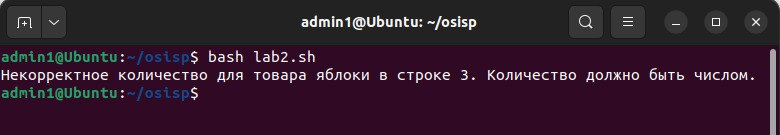 admin1@Ubuntu: ~/osisp
admin1@Ubuntu:~/osisp$ bash lab2.sh
Некорректное количество для товара яблоки в строке 3. Количество должно быть числом.
admin1@Ubuntu:~/osisp$